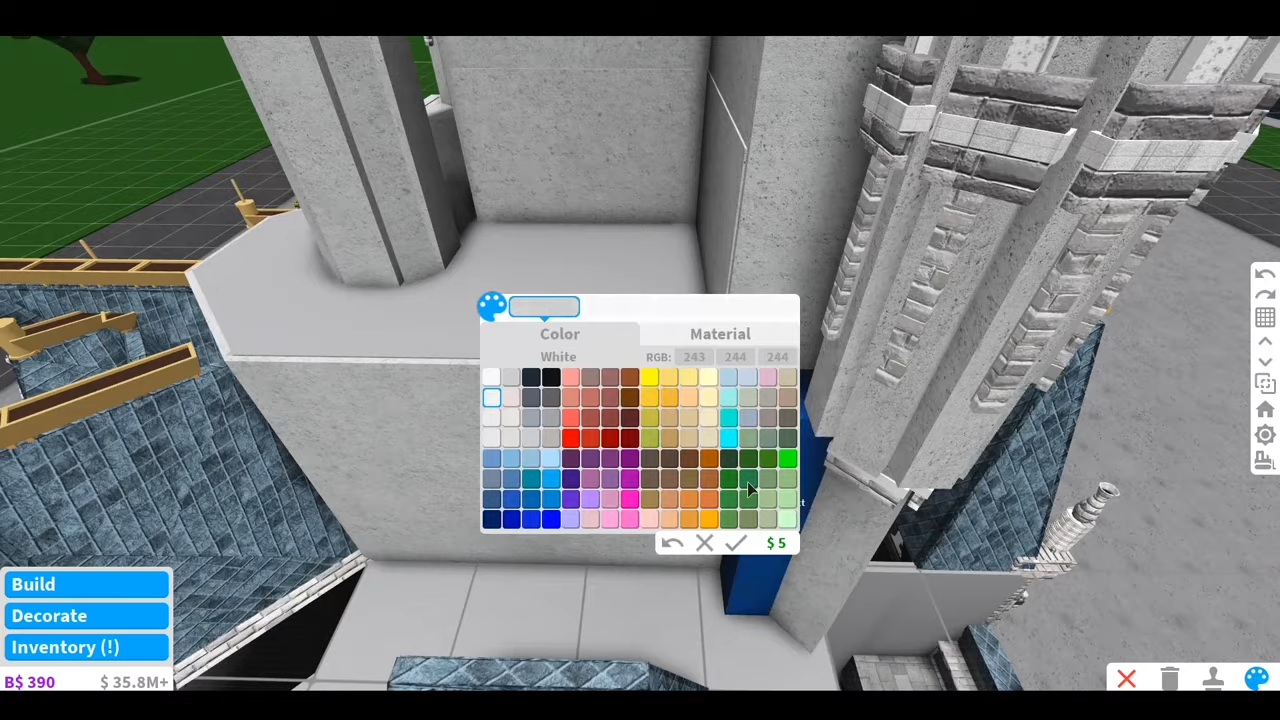 Color
Material
White
RGB: 243 244 244
t
$ 5
Build
Decorate
Inventory (!)
B$ 390
$ 35.8M+